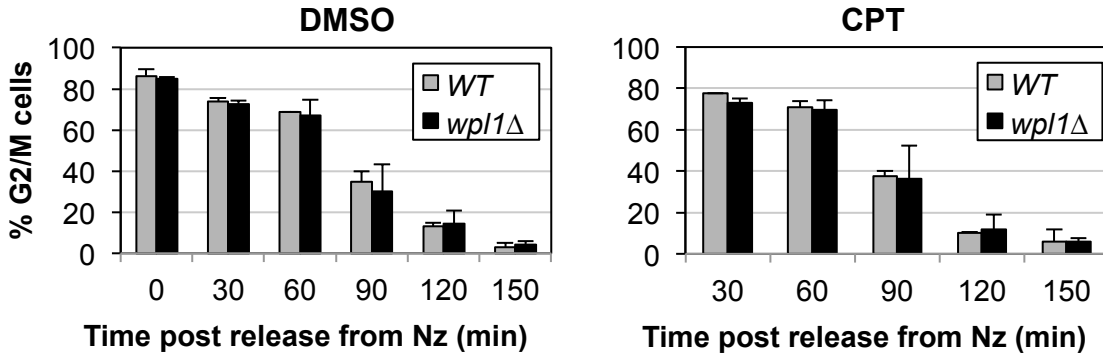 DMSO
% G2/M cells
100
80
60
40
20
0
WT
wpl1Δ
0 30 60 90 120 150
Time post release from Nz (min)
CPT
100
80
60
40
20
0
WT
wpl1Δ
30 60 90 120 150
Time post release from Nz (min)